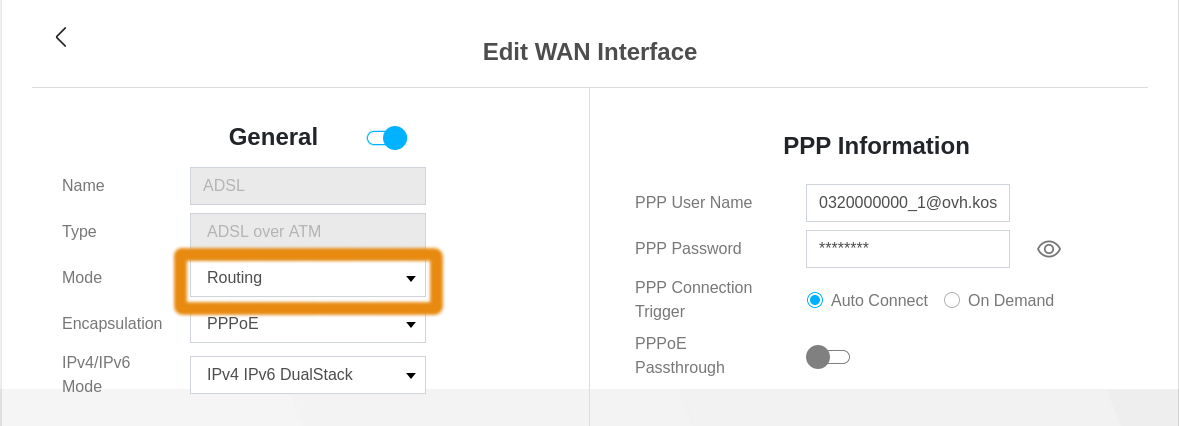 Edit WAN Interface
General
Name
ADSL
Type
ADSL over ATM
Mode
Routing
Encapsulation
PPPoE
IPv4/IPv6
Mode
IPv4 IPv6 DualStack
PPP Information
PPP User Name
0320000000_1@ovh.kos
PPP Password
********
PPP Connection
Trigger
Auto Connect
On Demand
PPPoE
Passthrough